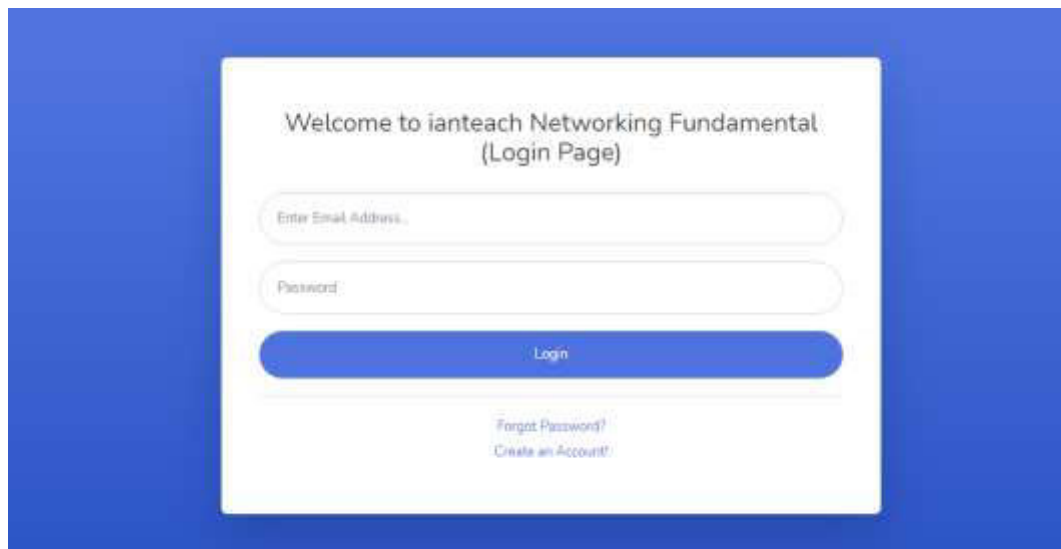 Welcome to ianteach Networking Fundamental
(Login Page)
Enter Email Address...
Password
Login
Forgot Password?
Create an Account!